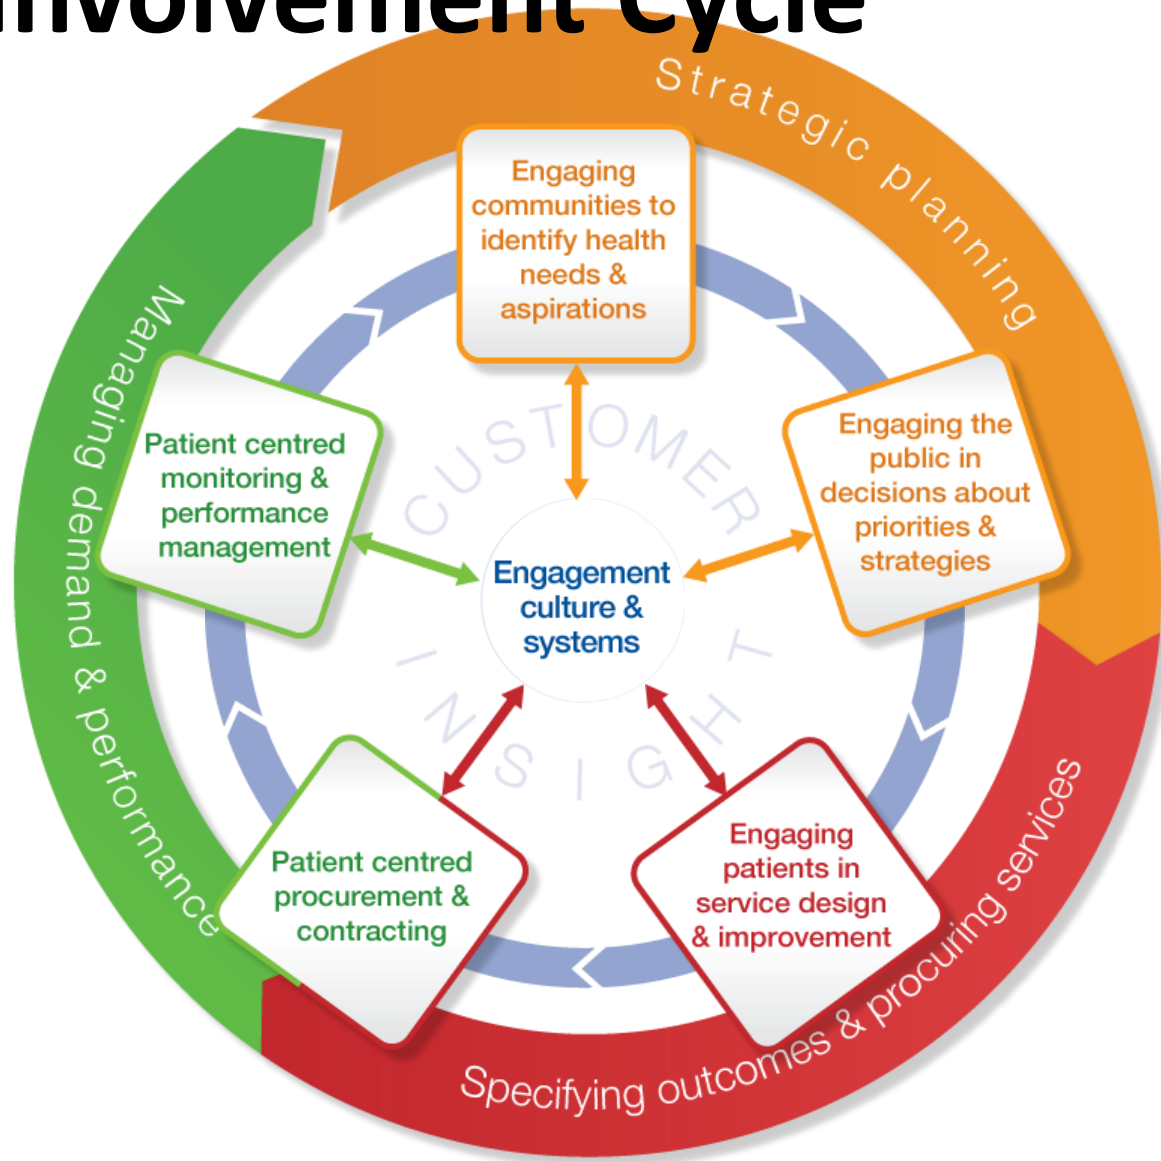 Involvement Cycle
Strategic planning
Engaging
communities to
identify health
needs &
aspirations
Engaging the
public in
decisions about
priorities &
strategies
Specifying outcomes & procuring services
Engaging
patients in
service design
& improvement
Patient centred
procurement &
contracting
Managing demand & performance
Patient centred
monitoring &
performance
management
CUSTOMER
INSIGHT
Engagement
culture &
systems